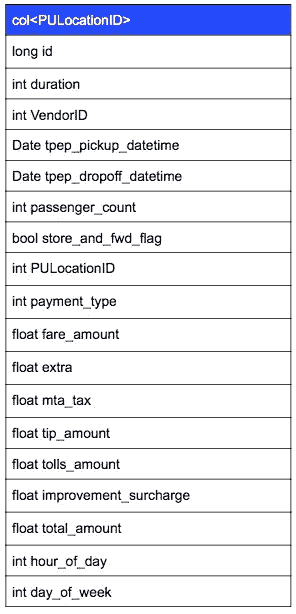 col<PULocationID>
long id
int duration
int VendorID
Date tpep_pickup_datetime
Date tpep_dropoff_datetime
int passenger_count
bool store_and_fwd_flag
int PULocationID
int payment_type
float fare_amount
float extra
float mta_tax
float tip_amount
float tolls_amount
float improvement_surcharge
float total_amount
int hour_of_day
int day_of_week